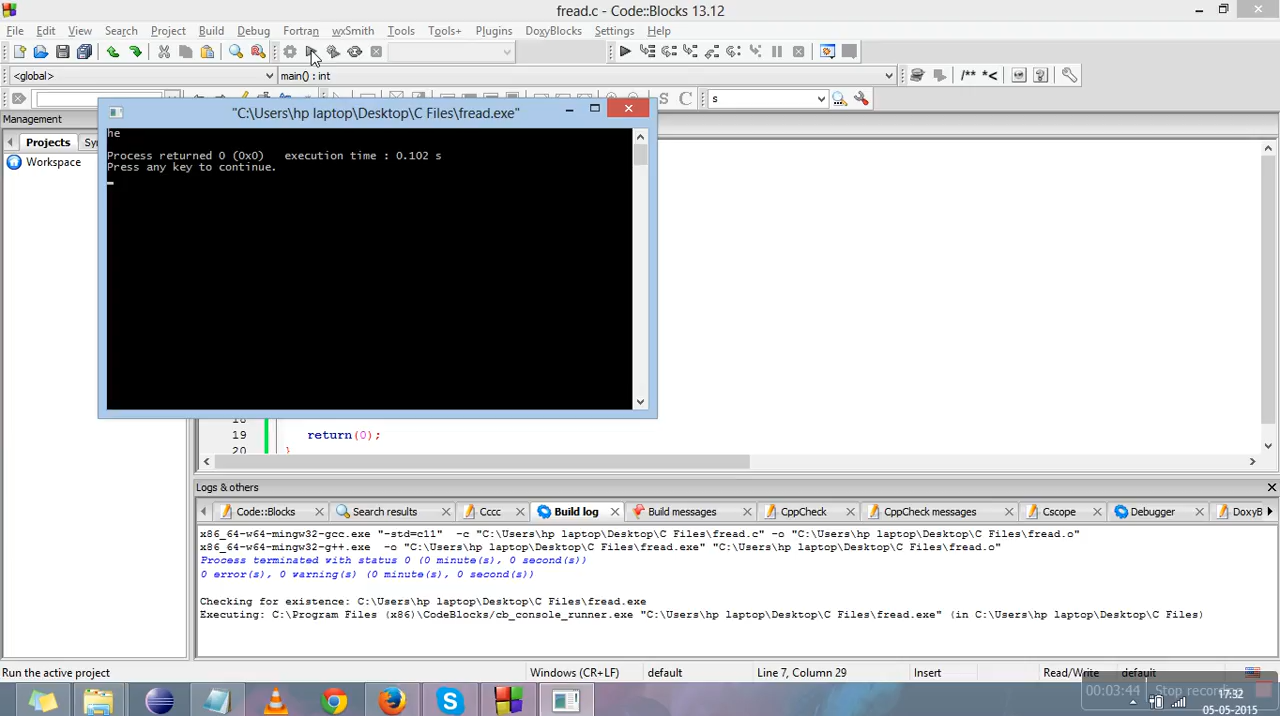 fread.c - Code::Blocks 13.12
File Edit View Search Project Build Debug Fortran wxSmith Tools Tools+ Plugins DoxyBlocks Settings Help
<global> main() : int /** *<
S C s
Management
"C:\Users\hp laptop\Desktop\C Files\fread.exe"
Projects Sy
Workspace
he
Process returned 0 (0x0)   execution time : 0.102 s
Press any key to continue.
18
19 return(0);
20 }
Logs & others
Code::Blocks Search results Cccc Build log Build messages CppCheck CppCheck messages Cscope Debugger DoxyB
x86_64-w64-mingw32-gcc.exe "-std=c11"  -c "C:\Users\hp laptop\Desktop\C Files\fread.c" -o "C:\Users\hp laptop\Desktop\C Files\fread.o"
x86_64-w64-mingw32-g++.exe  -o "C:\Users\hp laptop\Desktop\C Files\fread.exe" "C:\Users\hp laptop\Desktop\C Files\fread.o"
Process terminated with status 0 (0 minute(s), 0 second(s))
0 error(s), 0 warning(s) (0 minute(s), 0 second(s))
Checking for existence: C:\Users\hp laptop\Desktop\C Files\fread.exe
Executing: C:\Program Files (x86)\CodeBlocks/cb_console_runner.exe "C:\Users\hp laptop\Desktop\C Files\fread.exe" (in C:\Users\hp laptop\Desktop\C Files)
Run the active project Windows (CR+LF) default Line 7, Column 29 Insert Read/Write default
00:03:44 Stop record
17:32
05-05-2015